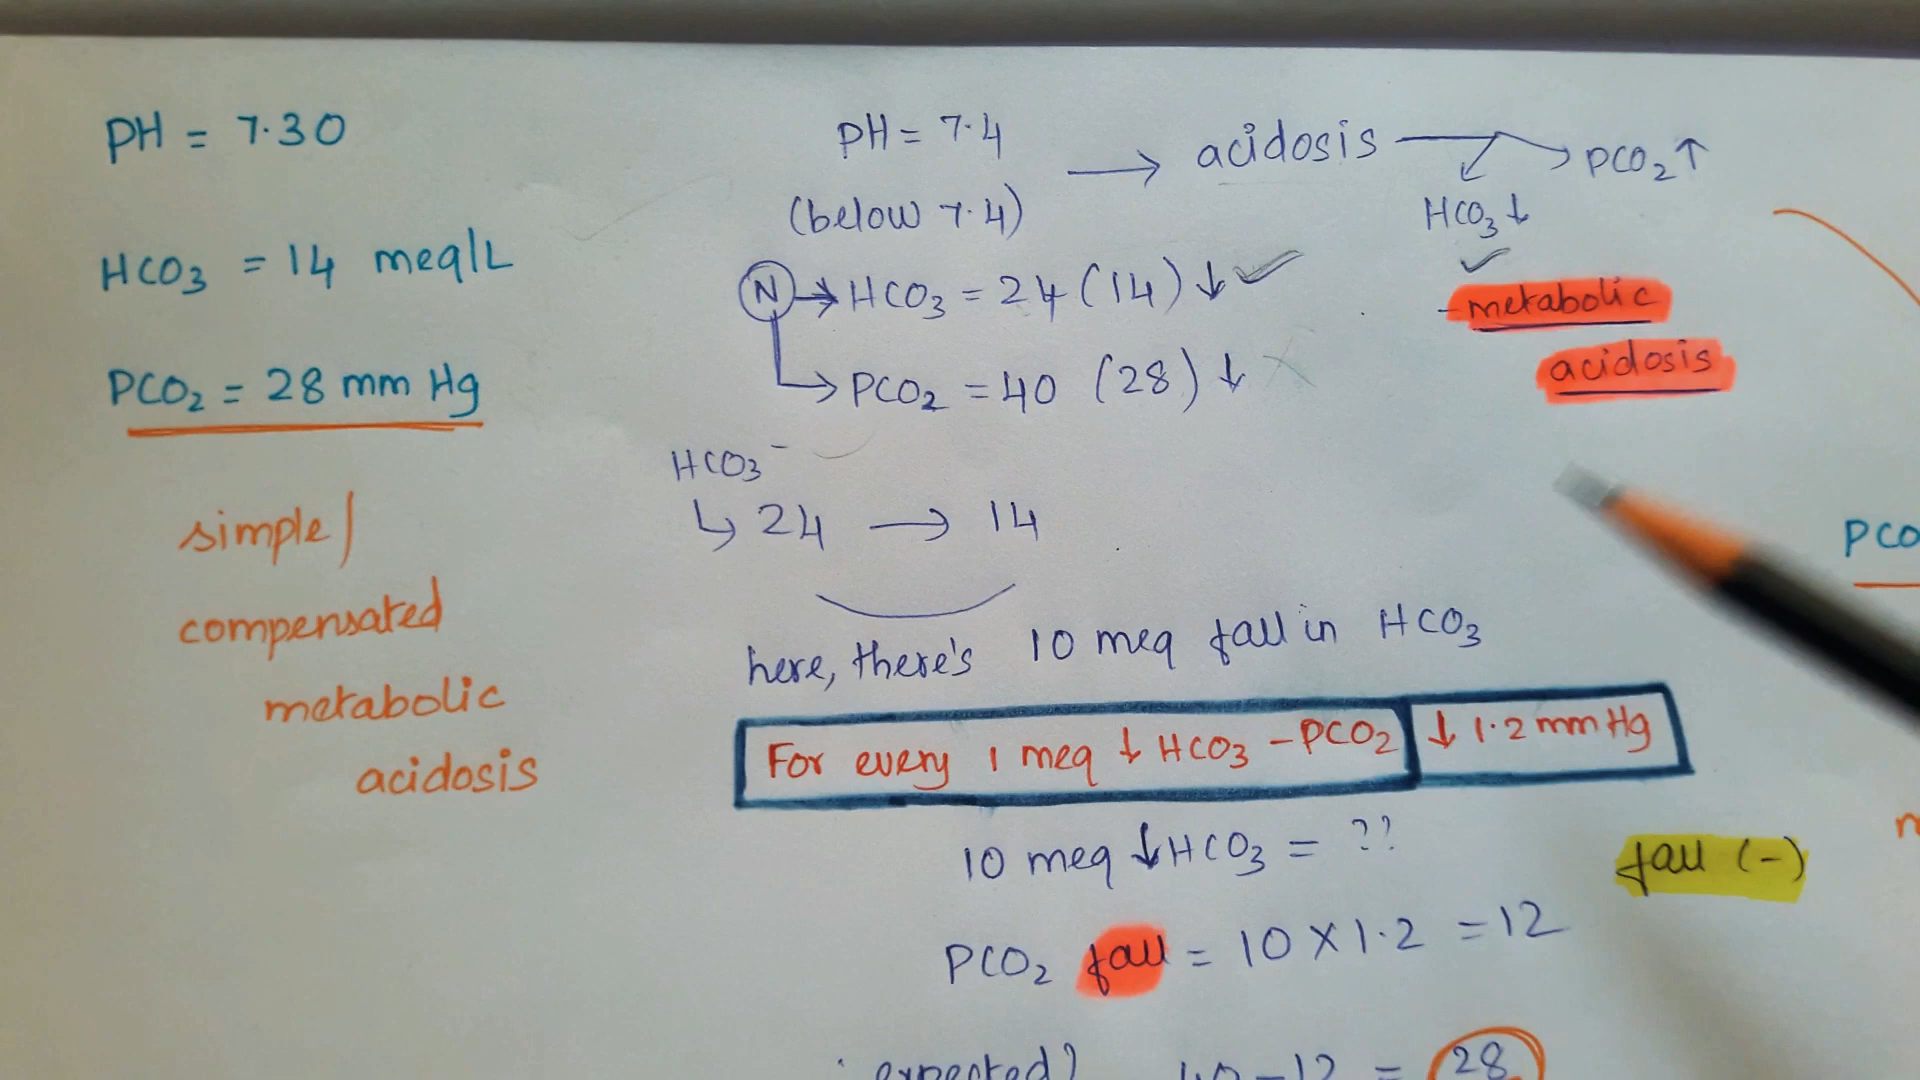 PH = 7.30
HCO3 = 14 meq/L
PCO2 = 28 mm Hg
simple/
compensated
metabolic
acidosis
PH = 7.4
(below 7.4)
→ acidosis
HCO3 ↓ ✓
PCO2 ↑
N → HCO3 = 24 (14) ↓ ✓
→ PCO2 = 40 (28) ↓ ×
- metabolic
acidosis
HCO3⁻
↳ 24 → 14
here, there's 10 meq fall in HCO3
For every 1 meq ↓ HCO3 - PCO2 ↓ 1.2 mm Hg
10 meq ↓ HCO3 = ??
fall (-)
PCO2 fall = 10 X 1.2 = 12
expected) 40 - 12 = 28
PCO